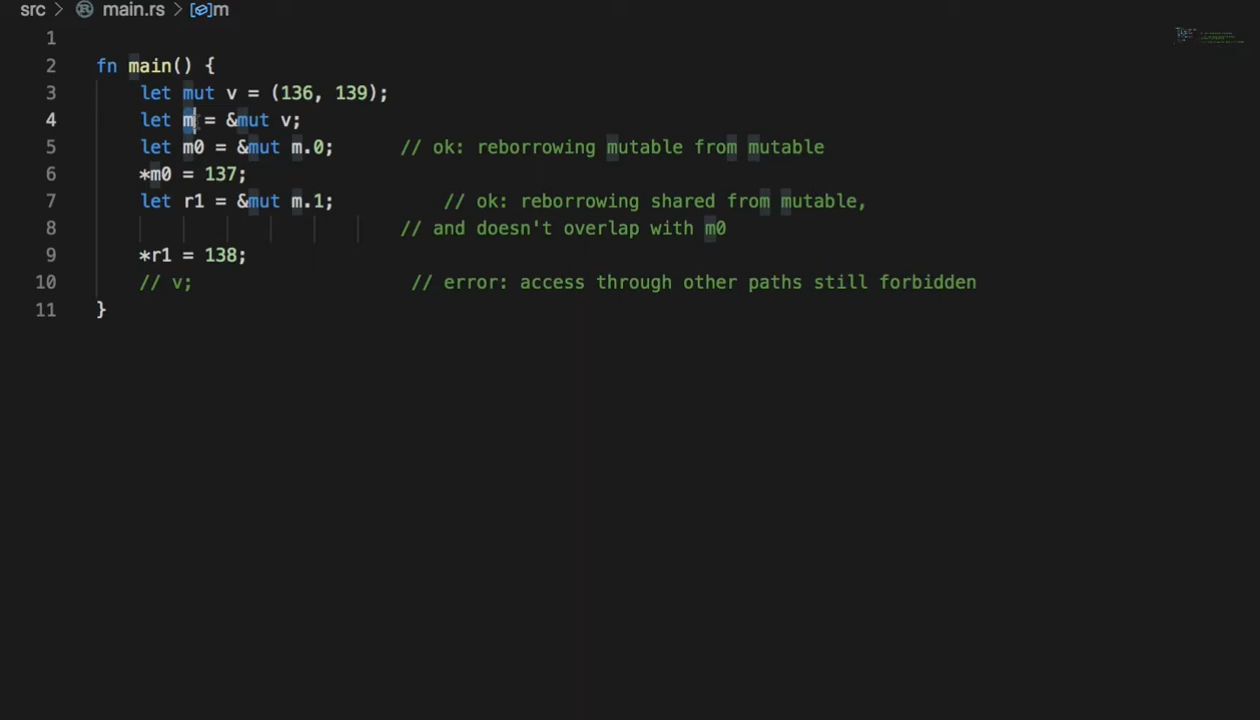 src > main.rs > m
1
2 fn main() {
3 let mut v = (136, 139);
4 let m = &mut v;
5 let m0 = &mut m.0; // ok: reborrowing mutable from mutable
6 *m0 = 137;
7 let r1 = &mut m.1; // ok: reborrowing shared from mutable,
8 // and doesn't overlap with m0
9 *r1 = 138;
10 // v; // error: access through other paths still forbidden
11 }